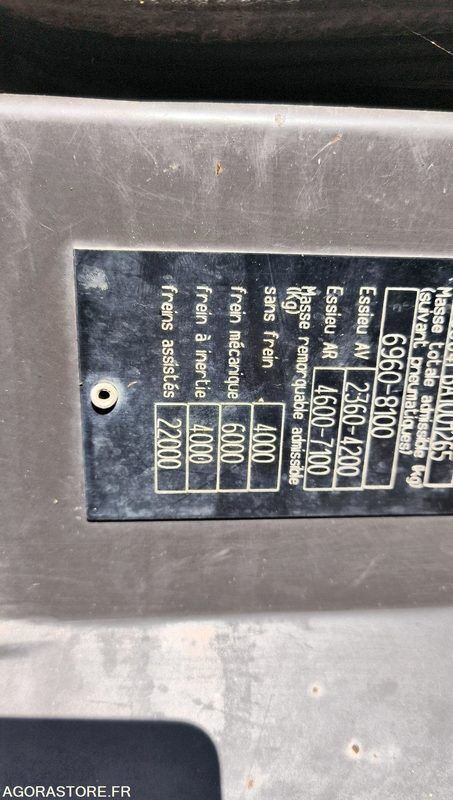 Masse totale admissible (kg)
(suivant pneumatiques)
6960-8100
Essieu AV 2360-4200
Essieu AR 4600-7100
Masse remorquable admissible
(kg)
sans frein 4000
frein mécanique 6000
frein à inertie 4000
freins assistés 22000
AGORASTORE.FR